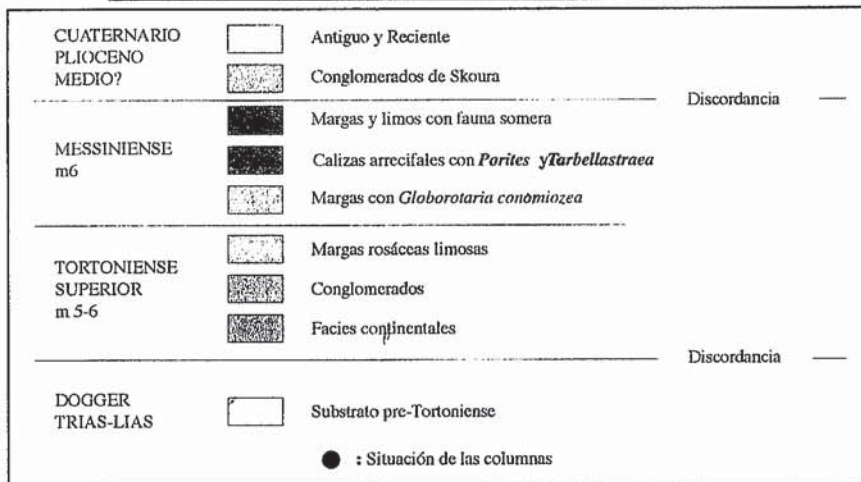 CUATERNARIO
PLIOCENO
MEDIO?
Antiguo y Reciente
Conglomerados de Skoura
Discordancia
MESSINIENSE
m6
Margas y limos con fauna somera
Calizas arrecifales con Porites yTarbellastraea
Margas con Globorotaria conomiozea
TORTONIENSE
SUPERIOR
m 5-6
Margas rosáceas limosas
Conglomerados
Facies continentales
Discordancia
DOGGER
TRIAS-LIAS
Substrato pre-Tortoniense
: Situación de las columnas